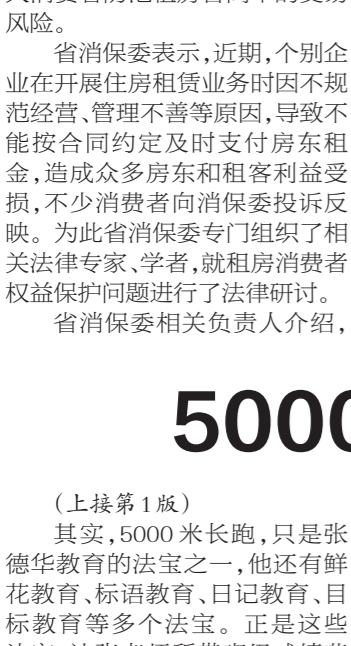 风险。
省消保委表示,近期,个别企
业在开展住房租赁业务时因不规
范经营、管理不善等原因,导致不
能按合同约定及时支付房东租
金,造成众多房东和租客利益受
损,不少消费者向消保委投诉反
映。为此省消保委专门组织了相
关法律专家、学者,就租房消费者
权益保护问题进行了法律研讨。
省消保委相关负责人介绍,
5000
(上接第1版)
其实,5000米长跑,只是张
德华教育的法宝之一,他还有鲜
花教育、标语教育、日记教育、目
标教育等多个法宝。正是这些